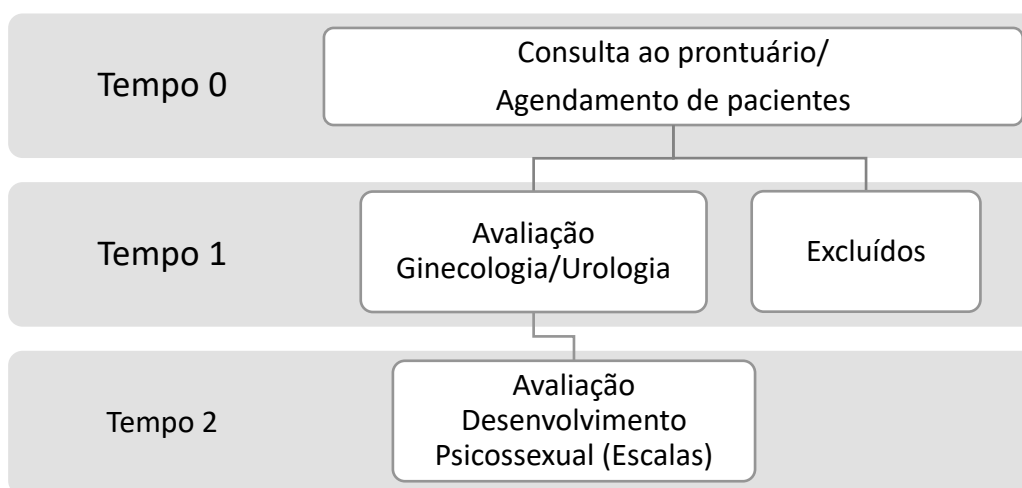 Tempo 0
Consulta ao prontuário/
Agendamento de pacientes
Tempo 1
Avaliação
Ginecologia/Urologia
Excluídos
Tempo 2
Avaliação
Desenvolvimento
Psicossexual (Escalas)